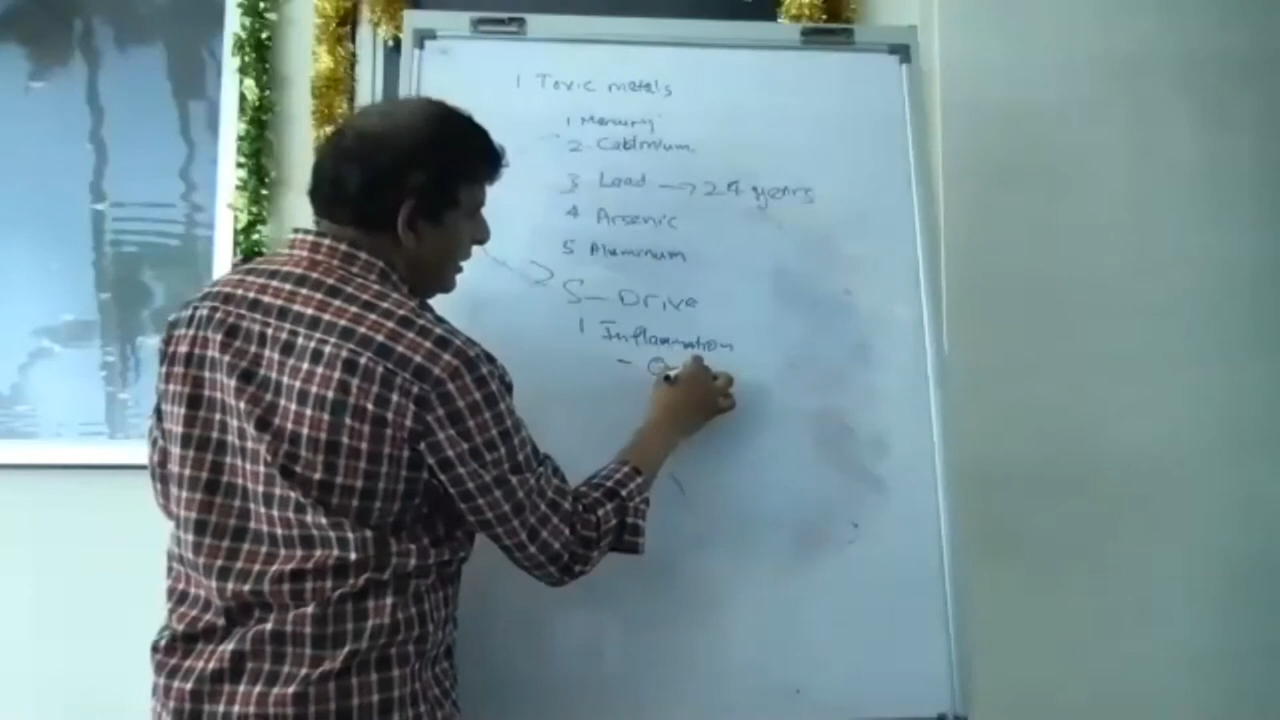 1 Toxic metals
1 Mercury
2 Cadmium
3 Lead → 24 years
4 Arsenic
5 Aluminum
S - Drive
1 Inflammation
- O